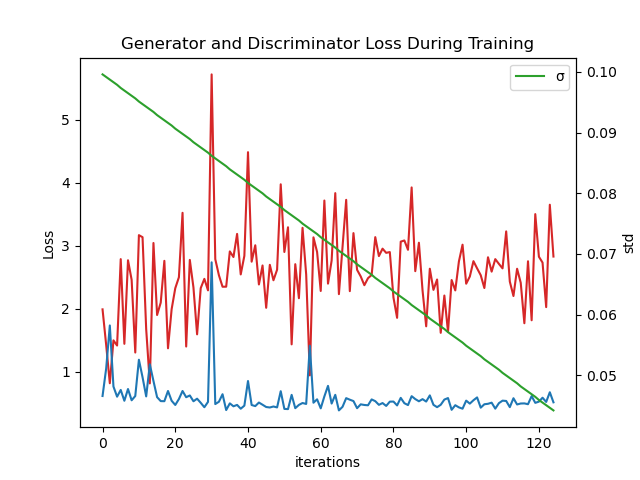 Generator and Discriminator Loss During Training
σ
Loss
5
4
3
2
1
0.10
0.09
0.08
0.07
0.06
0.05
std
0 20 40 60 80 100 120
iterations